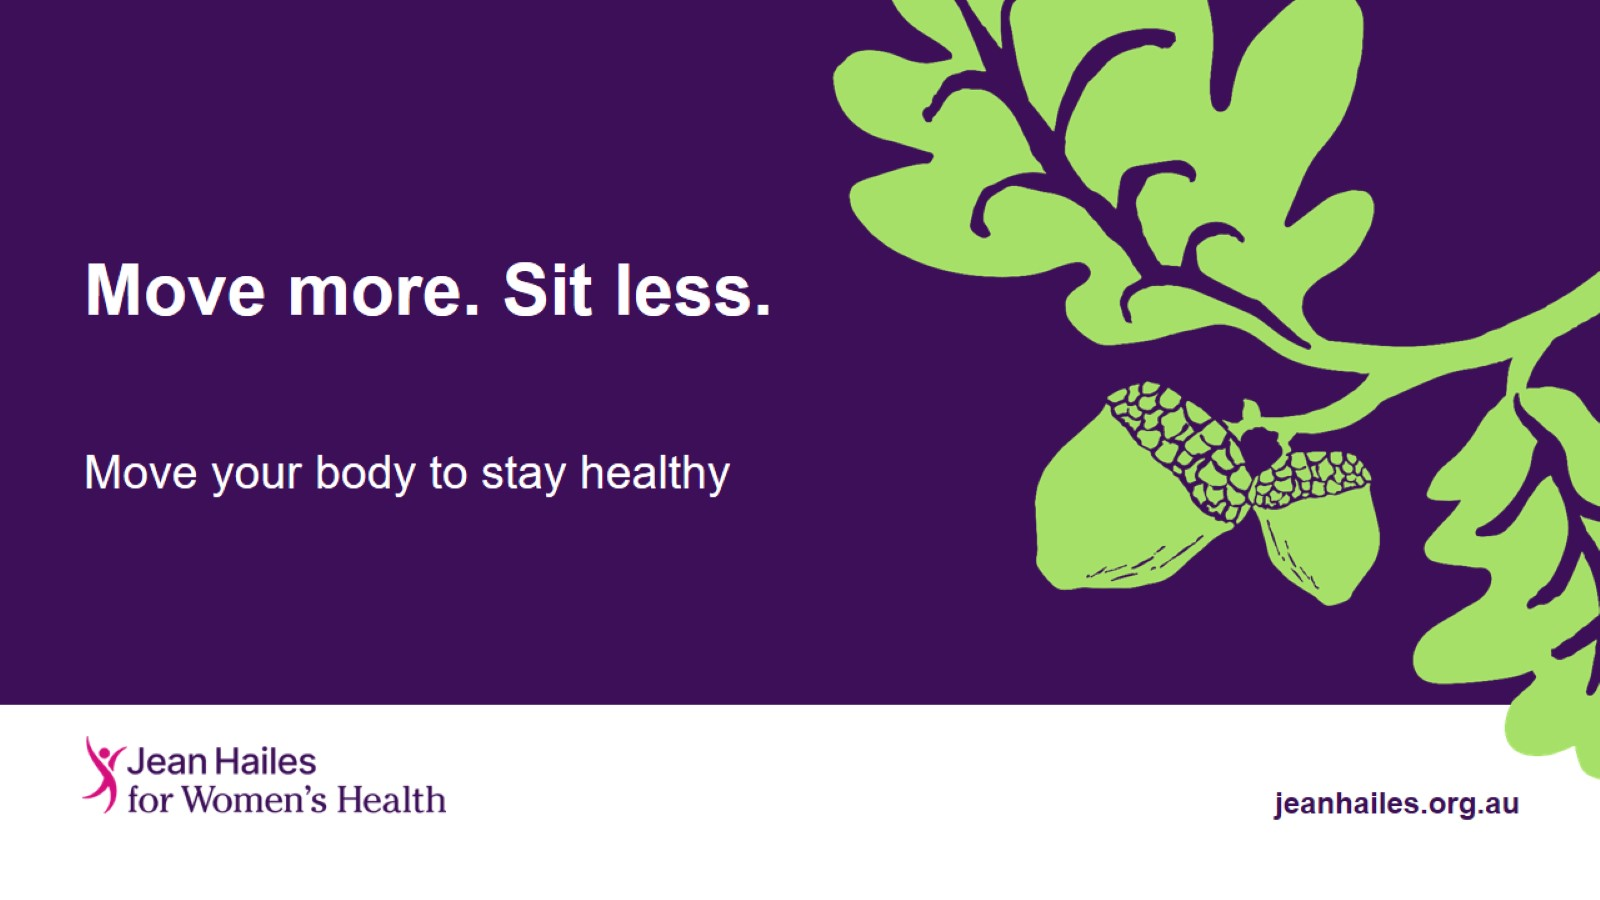 Move more. Sit less.
Move your body to stay healthy
Jean Hailes
for Women's Health
jeanhailes.org.au